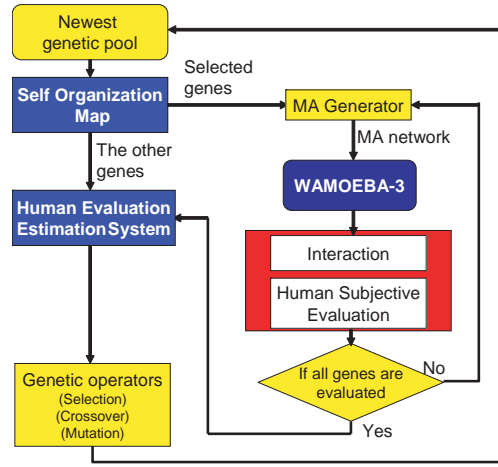 Newest
genetic pool
Selected
genes
Self Organization
Map
MA Generator
The other
genes
MA network
WAMOEBA-3
Human Evaluation
EstimationSystem
Interaction
Human Subjective
Evaluation
If all genes are
evaluated
No
Yes
Genetic operators
(Selection)
(Crossover)
(Mutation)